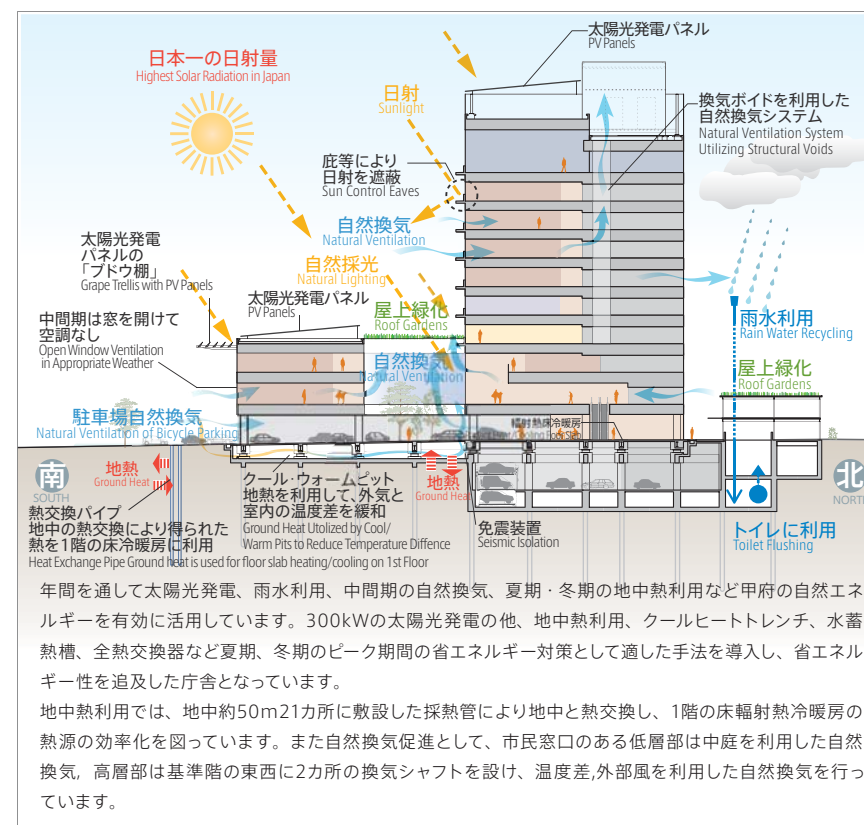 太陽光発電パネル
PV Panels
日本一の日射量
Highest Solar Radiation in Japan
日射
Sunlight
換気ボイドを利用した
自然換気システム
Natural Ventilation System
Utilizing Structural Voids
庇等により
日射を遮蔽
Sun Control Eaves
自然換気
Natural Ventilation
太陽光発電
パネルの
「ブドウ棚」
Grape Trellis with PV Panels
自然採光
Natural Lighting
太陽光発電パネル
PV Panels
屋上緑化
Roof Gardens
中間期は窓を開けて
空調なし
Open Window Ventilation
in Appropriate Weather
自然換気
Natural Ventilation
雨水利用
Rain Water Recycling
屋上緑化
Roof Gardens
駐車場自然換気
Natural Ventilation of Bicycle Parking
輻射熱床冷暖房
南
SOUTH
地熱
Ground Heat
クール・ウォームピット
地熱を利用して、外気と
室内の温度差を緩和
Ground Heat Utolized by Cool/
Warm Pits to Reduce Temperature Diffence
地熱
Ground Heat
北
NORTH
熱交換パイプ
地中の熱交換により得られた
熱を1階の床冷暖房に利用
Heat Exchange Pipe Ground heat is used for floor slab heating/cooling on 1st Floor
免震装置
Seismic Isolation
トイレに利用
Toilet Flushing
年間を通して太陽光発電、雨水利用、中間期の自然換気、夏期・冬期の地中熱利用など甲府の自然エネ
ルギーを有効に活用しています。300kWの太陽光発電の他、地中熱利用、クールヒートトレンチ、水蓄
熱槽、全熱交換器など夏期、冬期のピーク期間の省エネルギー対策として適した手法を導入し、省エネル
ギー性を追及した庁舎となっています。
地中熱利用では、地中約50m21カ所に敷設した採熱管により地中と熱交換し、1階の床輻射熱冷暖房の
熱源の効率化を図っています。また自然換気促進として、市民窓口のある低層部は中庭を利用した自然
換気，高層部は基準階の東西に2カ所の換気シャフトを設け、温度差,外部風を利用した自然換気を行っ
ています。